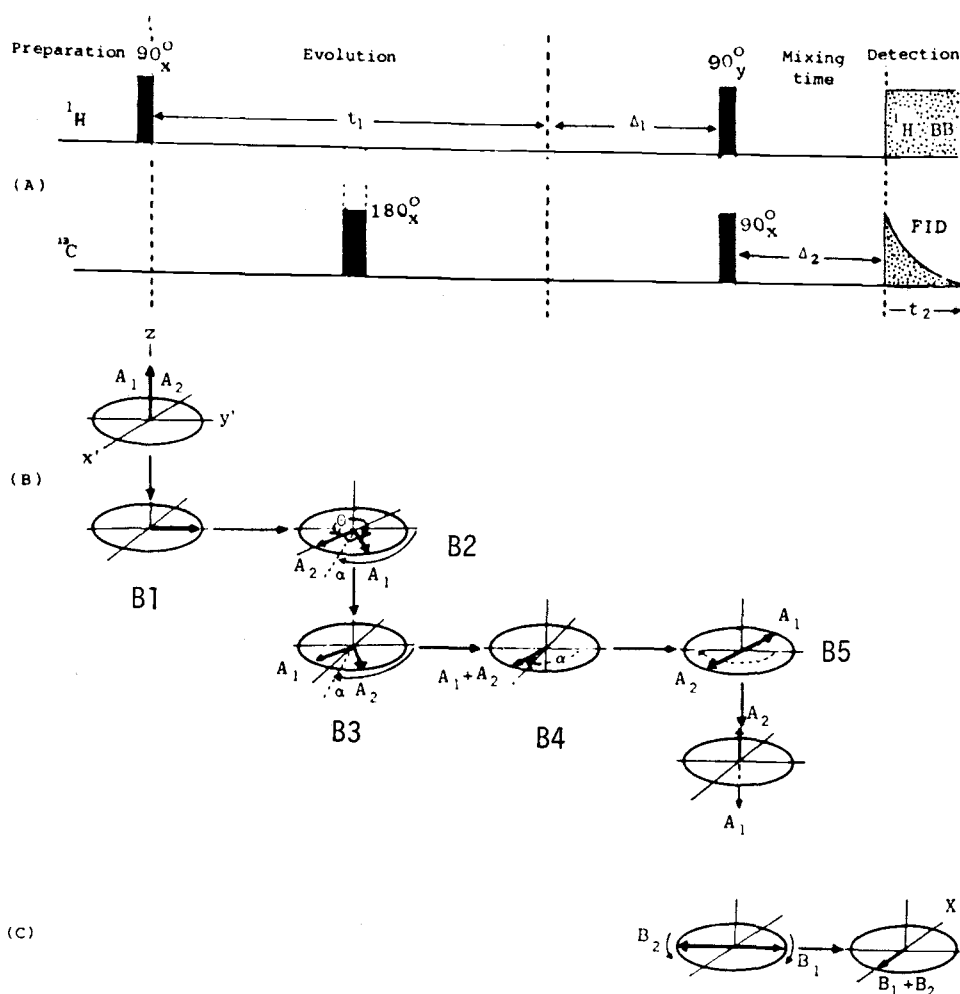 Preparation 90°x Evolution 90°y Mixing time Detection
¹H t₁ Δ₁ ¹H BB
(A)
180°x 90°x FID
¹³C Δ₂
t₂
z
A₁ A₂
y'
x'
(B)
θ
A₂ α A₁
B2
B1
A₁
A₁ α A₂
A₁+A₂ α
A₂
B5
B3
B4
A₂
A₁
(C)
X
B₂ B₁
B₁+B₂